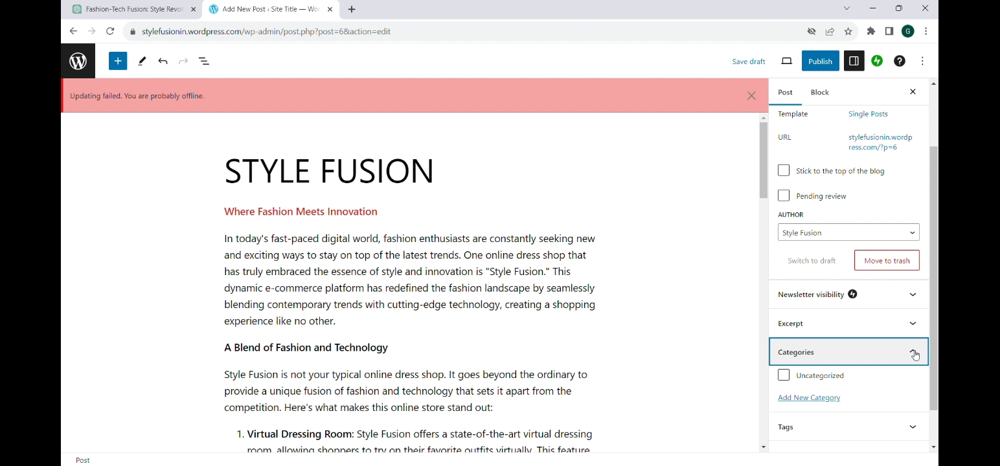 Fashion-Tech Fusion: Style Revol
Add New Post ‹ Site Title — Wor
stylefusionin.wordpress.com/wp-admin/post.php?post=6&action=edit
G
Save draft
Publish
Updating failed. You are probably offline.
STYLE FUSION
Where Fashion Meets Innovation
In today's fast-paced digital world, fashion enthusiasts are constantly seeking new
and exciting ways to stay on top of the latest trends. One online dress shop that
has truly embraced the essence of style and innovation is "Style Fusion." This
dynamic e-commerce platform has redefined the fashion landscape by seamlessly
blending contemporary trends with cutting-edge technology, creating a shopping
experience like no other.
A Blend of Fashion and Technology
Style Fusion is not your typical online dress shop. It goes beyond the ordinary to
provide a unique fusion of fashion and technology that sets it apart from the
competition. Here's what makes this online store stand out:
1. Virtual Dressing Room: Style Fusion offers a state-of-the-art virtual dressing
room, allowing shoppers to try on their favorite outfits virtually. This feature
Post
Post Block
Template Single Posts
URL stylefusionin.wordp
ress.com/?p=6
Stick to the top of the blog
Pending review
AUTHOR
Style Fusion
Switch to draft Move to trash
Newsletter visibility
Excerpt
Categories
Uncategorized
Add New Category
Tags